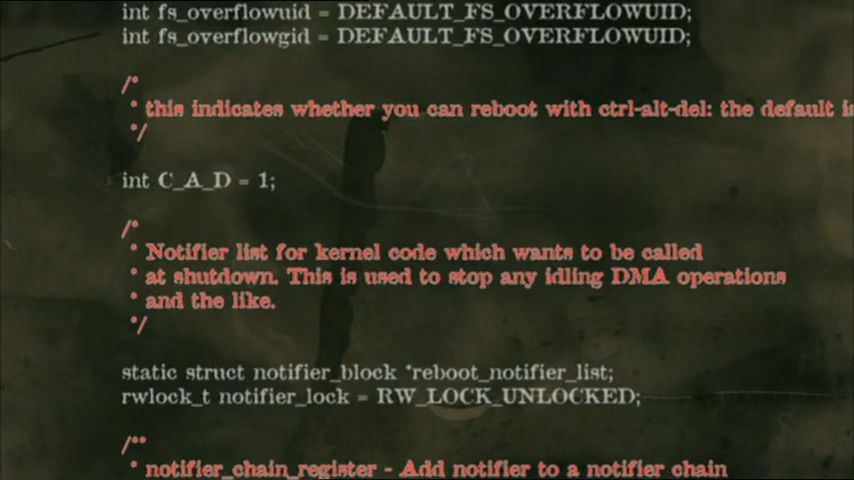 int fs_overflowuid = DEFAULT_FS_OVERFLOWUID;
int fs_overflowgid = DEFAULT_FS_OVERFLOWUID;
/*
* this indicates whether you can reboot with ctrl-alt-del: the default is
*/
int C_A_D = 1;
/*
* Notifier list for kernel code which wants to be called
* at shutdown. This is used to stop any idling DMA operations
* and the like.
*/
static struct notifier_block *reboot_notifier_list;
rwlock_t notifier_lock = RW_LOCK_UNLOCKED;
/**
* notifier_chain_register - Add notifier to a notifier chain